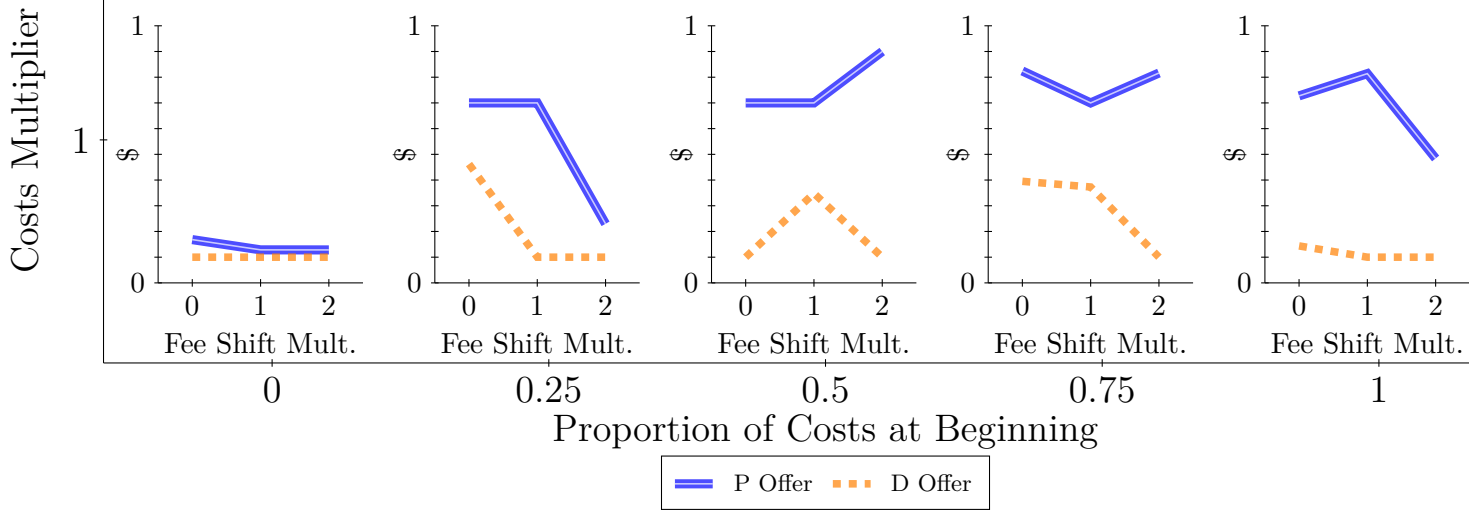 Costs Multiplier
1
1
$
0
0 1 2
Fee Shift Mult.
1
$
0
0 1 2
Fee Shift Mult.
1
$
0
0 1 2
Fee Shift Mult.
1
$
0
0 1 2
Fee Shift Mult.
1
$
0
0 1 2
Fee Shift Mult.
0 0.25 0.5 0.75 1
Proportion of Costs at Beginning
P Offer D Offer